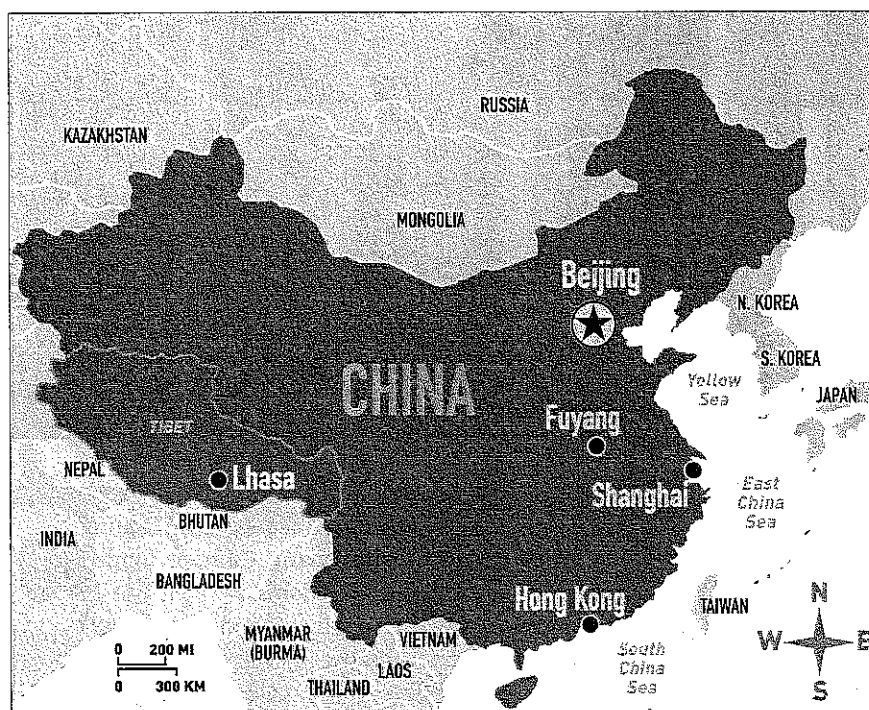 RUSSIA
KAZAKHSTAN
MONGOLIA
Beijing
N. KOREA
S. KOREA
CHINA
Yellow
Sea
JAPAN
TIBET
Fuyang
NEPAL
Lhasa
Shanghai
East
China
Sea
BHUTAN
INDIA
BANGLADESH
Hong Kong
TAIWAN
N
W
E
S
MYANMAR
(BURMA)
VIETNAM
LAOS
THAILAND
South
China
Sea
0 200 MI
0 300 KM